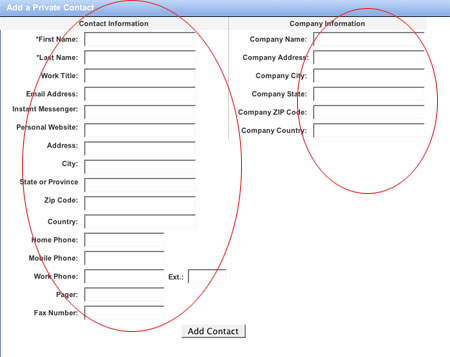 Add a Private Contact
Contact Information
*First Name:
*Last Name:
Work Title:
Email Address:
Instant Messenger:
Personal Website:
Address:
City:
State or Province
Zip Code:
Country:
Home Phone:
Mobile Phone:
Work Phone: Ext.:
Pager:
Fax Number:
Company Information
Company Name:
Company Address:
Company City:
Company State:
Company ZIP Code:
Company Country:
Add Contact